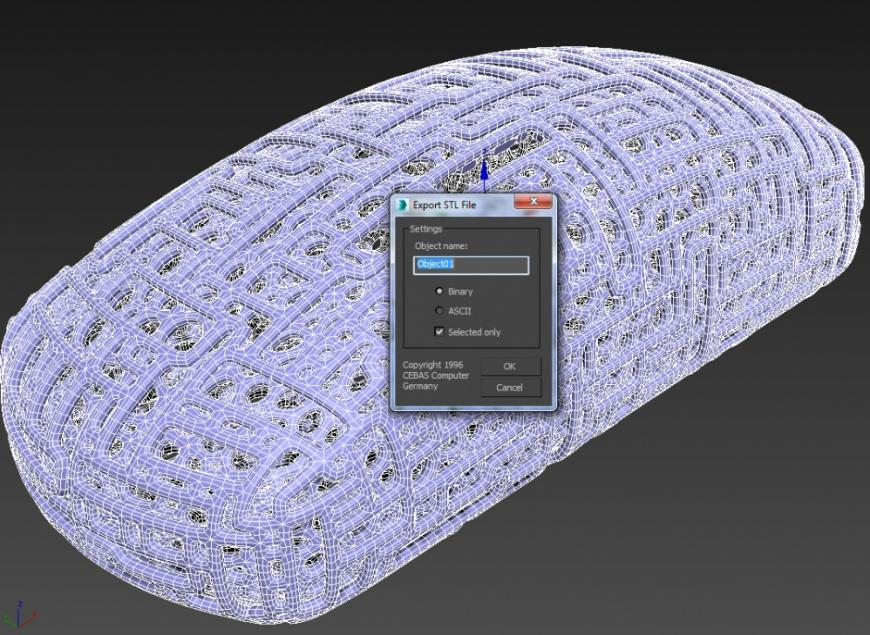 Export STL File
Settings
Object name:
Object01
Binary
ASCII
Selected only
Copyright 1996
CEBAS Computer
Germany
OK
Cancel
z